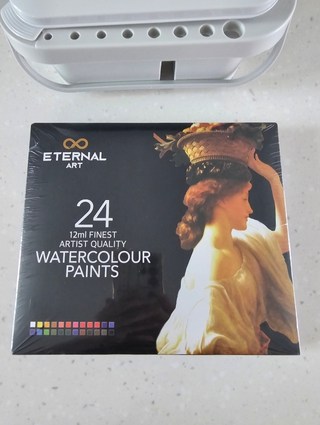 ETERNAL
ART
24
12ml FINEST
ARTIST QUALITY
WATERCOLOUR
PAINTS